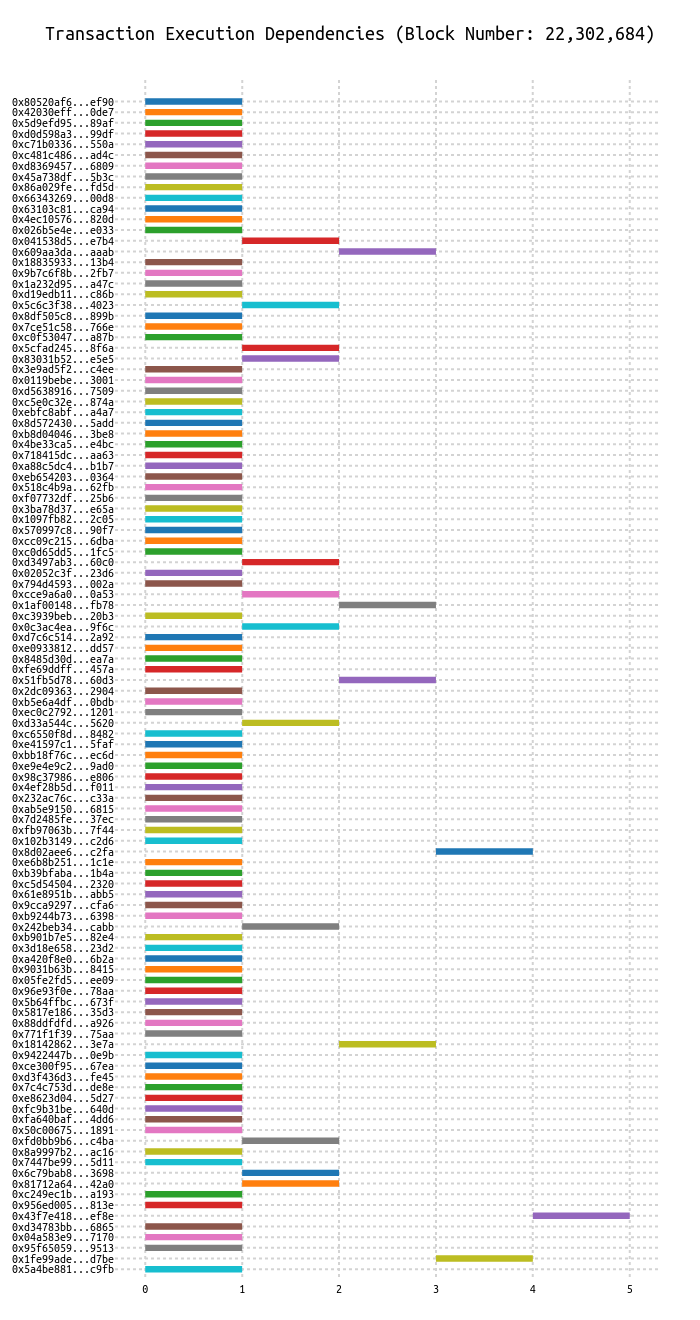 Transaction Execution Dependencies (Block Number: 22,302,684)
0x80520af6...ef90
0x42030eff...0de7
0x5d9efd95...89af
0xd0d598a3...99df
0xc71b0336...550a
0xc481c486...ad4c
0xd8369457...6809
0x45a738df...5b3c
0x86a029fe...fd5d
0x66343269...00d8
0x63103c81...ca94
0x4ec10576...820d
0x026b5e4e...e033
0x041538d5...e7b4
0x609aa3da...aaab
0x18835933...13b4
0x9b7c6f8b...2fb7
0x1a232d95...a47c
0xd19edb11...c86b
0x5c6c3f38...4023
0x8df505c8...899b
0x7ce51c58...766e
0xc0f53047...a87b
0x5cfad245...8f6a
0x83031b52...e5e5
0x3e9ad5f2...c4ee
0x0119bebe...3001
0xd5638916...7509
0xc5e0c32e...874a
0xebfc8abf...a4a7
0x8d572430...5add
0xb8d04046...3be8
0x4be33ca5...e4bc
0x718415dc...aa63
0xa88c5dc4...b1b7
0xeb654203...0364
0x518c4b9a...62fb
0xf07732df...25b6
0x3ba78d37...e65a
0x1097fb82...2c05
0x570997c8...90f7
0xcc09c215...6dba
0xc0d65dd5...1fc5
0xd3497ab3...60c0
0x02052c3f...23d6
0x794d4593...002a
0xcce9a6a0...0a53
0x1af00148...fb78
0xc3939beb...20b3
0x0c3ac4ea...9f6c
0xd7c6c514...2a92
0xe0933812...dd57
0x8485d30d...ea7a
0xfe69ddff...457a
0x51fb5d78...60d3
0x2dc09363...2904
0xb5e6a4df...0bdb
0xec0c2792...1201
0xd33a544c...5620
0xc6550f8d...8482
0xe41597c1...5faf
0xbb18f76c...ec6d
0xe9e4e9c2...9ad0
0x98c37986...e806
0x4ef28b5d...f011
0x232ac76c...c33a
0xab5e9150...6815
0x7d2485fe...37ec
0xfb97063b...7f44
0x102b3149...c2d6
0x8d02aee6...c2fa
0xe6b8b251...1c1e
0xb39bfaba...1b4a
0xc5d54504...2320
0x61e8951b...abb5
0x9cca9297...cfa6
0xb9244b73...6398
0x242beb34...cabb
0xb901b7e5...82e4
0x3d18e658...23d2
0xa420f8e0...6b2a
0x9031b63b...8415
0x05fe2fd5...ee09
0x96e93f0e...78aa
0x5b64ffbc...673f
0x5817e186...35d3
0x88ddfdfd...a926
0x771f1f39...75aa
0x18142862...3e7a
0x9422447b...0e9b
0xce300f95...67ea
0xd3f436d3...fe45
0x7c4c753d...de8e
0xe8623d04...5d27
0xfc9b31be...640d
0xfa640baf...4dd6
0x50c00675...1891
0xfd0bb9b6...c4ba
0x8a9997b2...ac16
0x7447be99...5d11
0x6c79bab8...3698
0x81712a64...42a0
0xc249ec1b...a193
0x956ed005...813e
0x43f7e418...ef8e
0xd34783bb...6865
0x04a583e9...7170
0x95f65059...9513
0x1fe99ade...d7be
0x5a4be881...c9fb
0 1 2 3 4 5